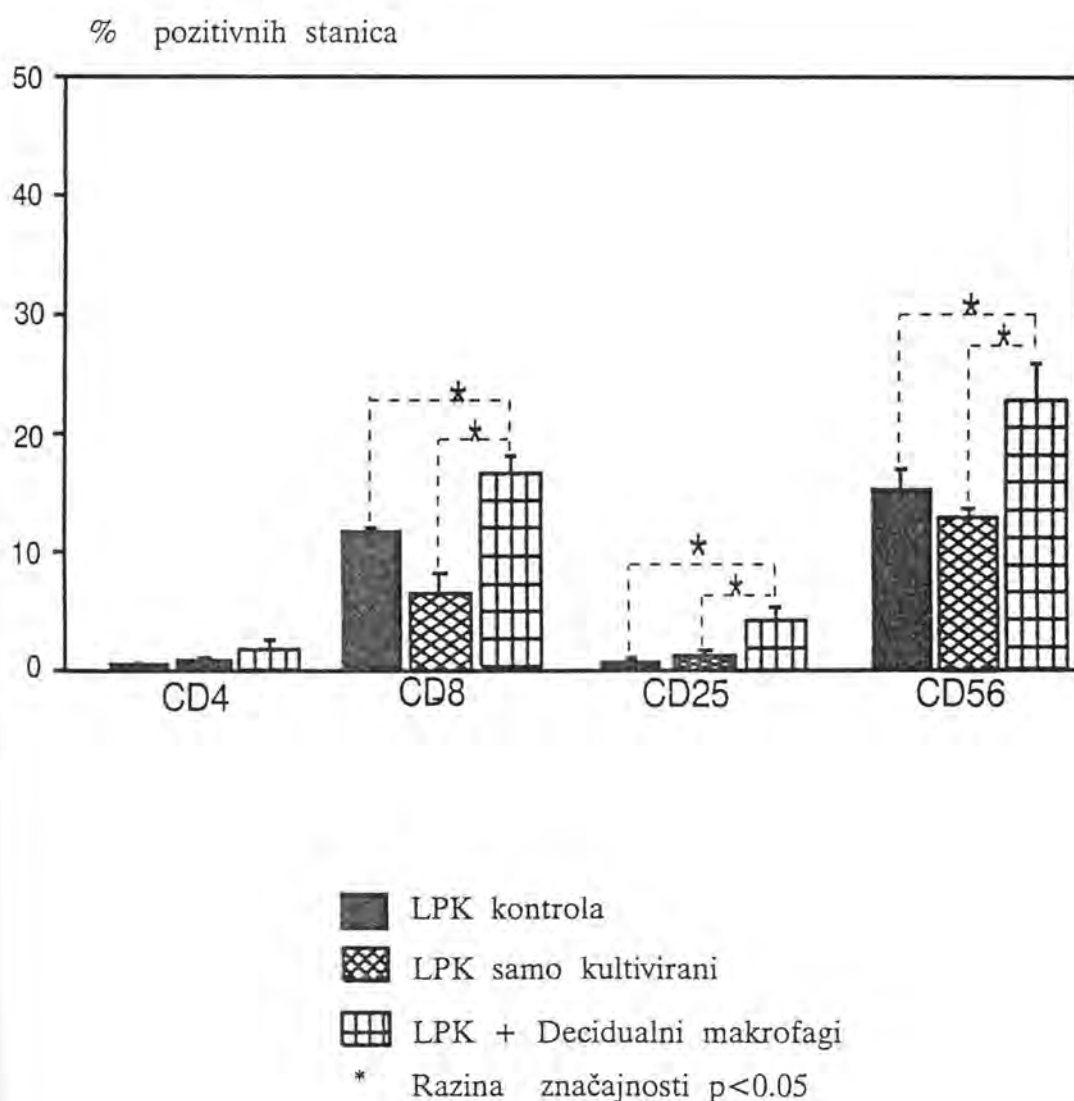 % pozitivnih stanica
50
40
30
20
10
0
CD4 CD8 CD25 CD56
* * * * * * 
LPK kontrola
LPK samo kultivirani
LPK + Decidualni makrofagi
* Razina značajnosti p<0.05